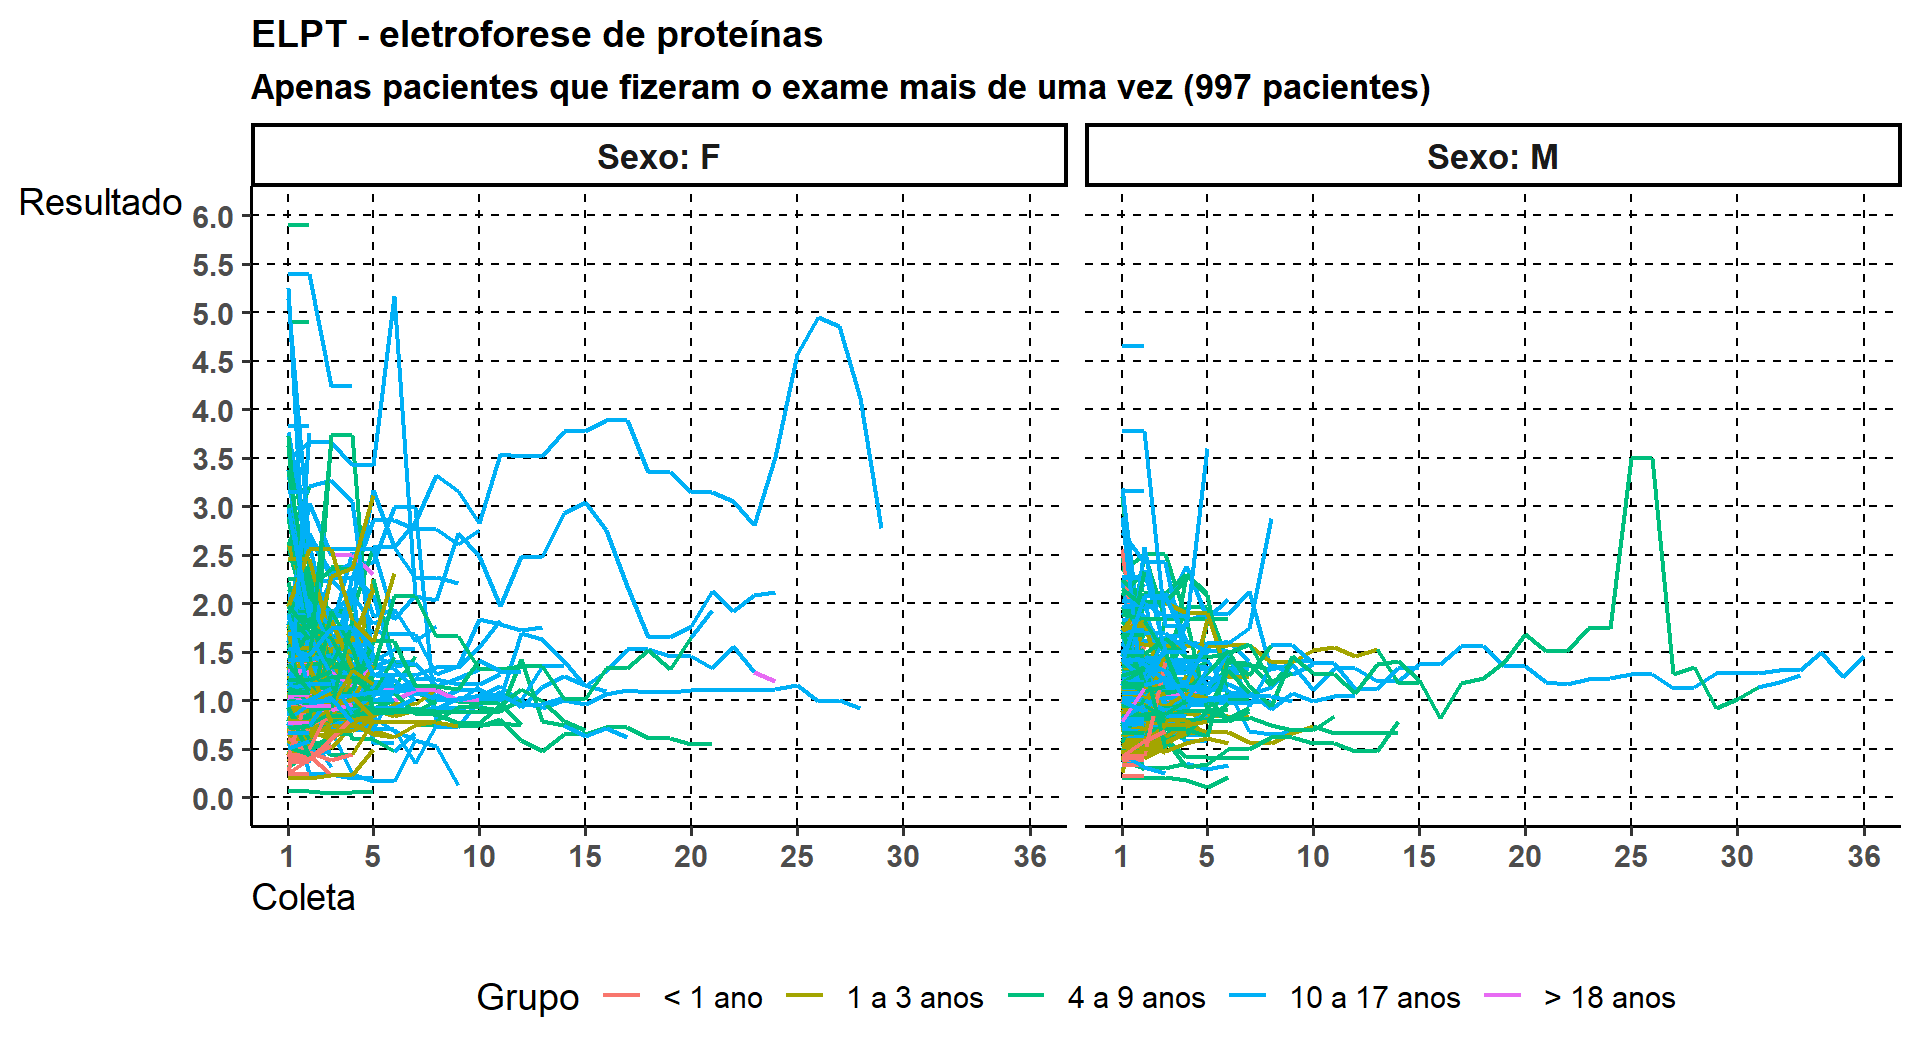 ELPT - eletroforese de proteínas
Apenas pacientes que fizeram o exame mais de uma vez (997 pacientes)
Sexo: F
Sexo: M
Resultado
6.0
5.5
5.0
4.5
4.0
3.5
3.0
2.5
2.0
1.5
1.0
0.5
0.0
1 5 10 15 20 25 30 36
1 5 10 15 20 25 30 36
Coleta
Grupo < 1 ano 1 a 3 anos 4 a 9 anos 10 a 17 anos > 18 anos